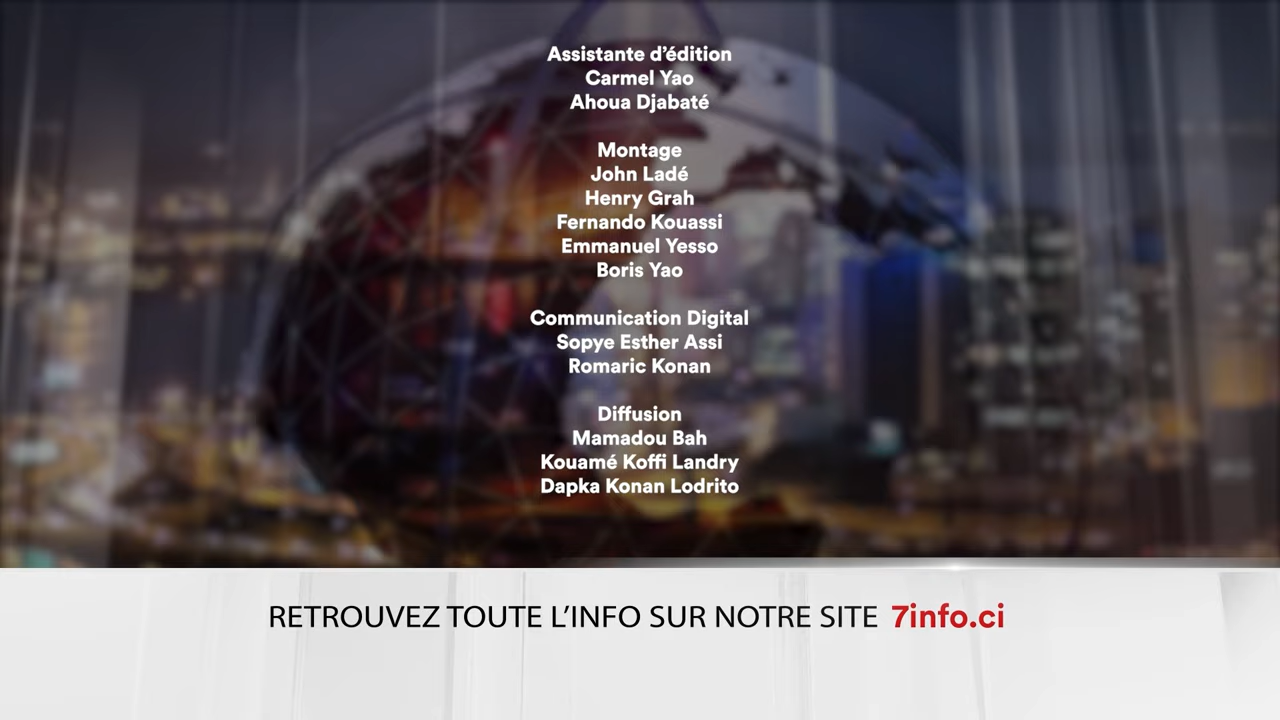 Assistante d’édition
Carmel Yao
Ahoua Djabaté
Montage
John Ladé
Henry Grah
Fernando Kouassi
Emmanuel Yesso
Boris Yao
Communication Digital
Sopye Esther Assi
Romaric Konan
Diffusion
Mamadou Bah
Kouamé Koffi Landry
Dapka Konan Lodrito
RETROUVEZ TOUTE L’INFO SUR NOTRE SITE 7info.ci